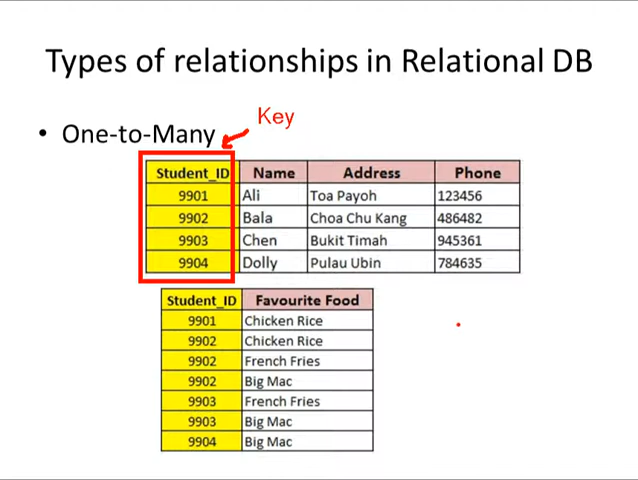 Types of relationships in Relational DB
Key
• One-to-Many
Student_ID Name Address Phone
9901 Ali Toa Payoh 123456
9902 Bala Choa Chu Kang 486482
9903 Chen Bukit Timah 945361
9904 Dolly Pulau Ubin 784635
Student_ID Favourite Food
9901 Chicken Rice
9902 Chicken Rice
9902 French Fries
9902 Big Mac
9903 French Fries
9903 Big Mac
9904 Big Mac